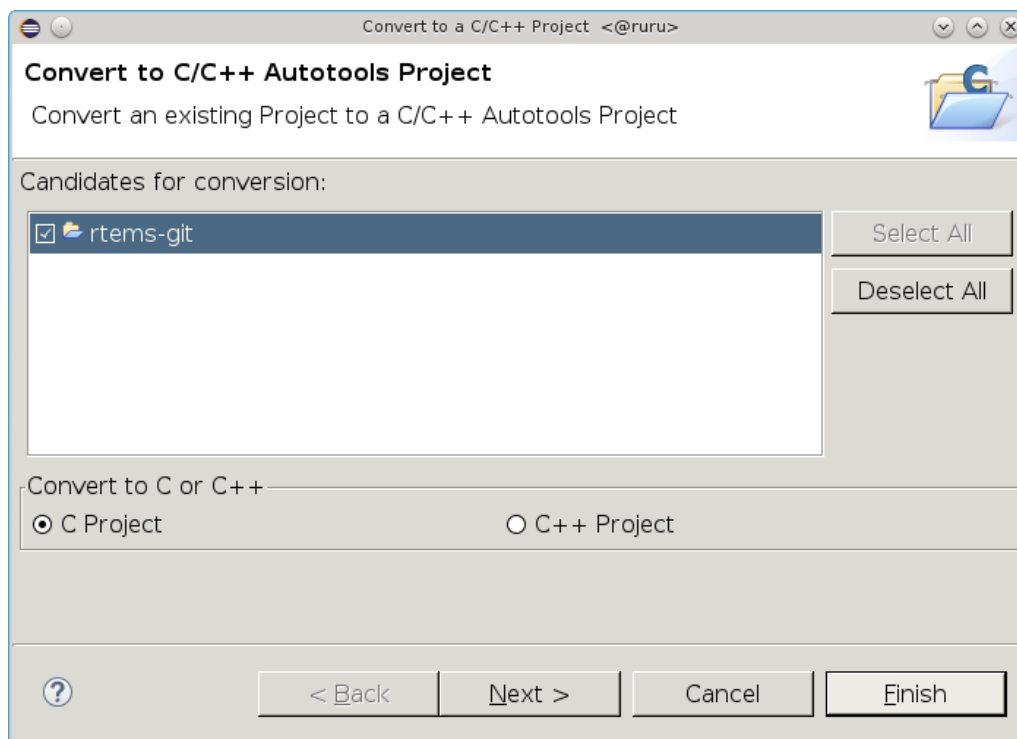 Convert to a C/C++ Project <@ruru>
Convert to C/C++ Autotools Project
Convert an existing Project to a C/C++ Autotools Project
C
Candidates for conversion:
rtems-git
Select All
Deselect All
Convert to C or C++
C Project
C++ Project
?
< Back
Next >
Cancel
Finish